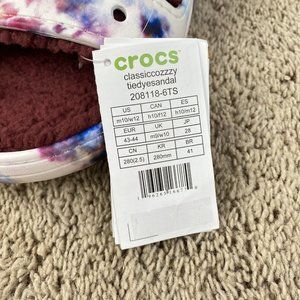 crocs
classiccozzzy
tiedyesandal
208118-6TS
US CAN ES
m10/w12 h10/f12 h10/m12
EUR UK JP
43-44 m9/w10 28
CN KR BR
280(2.5) 280mm 41